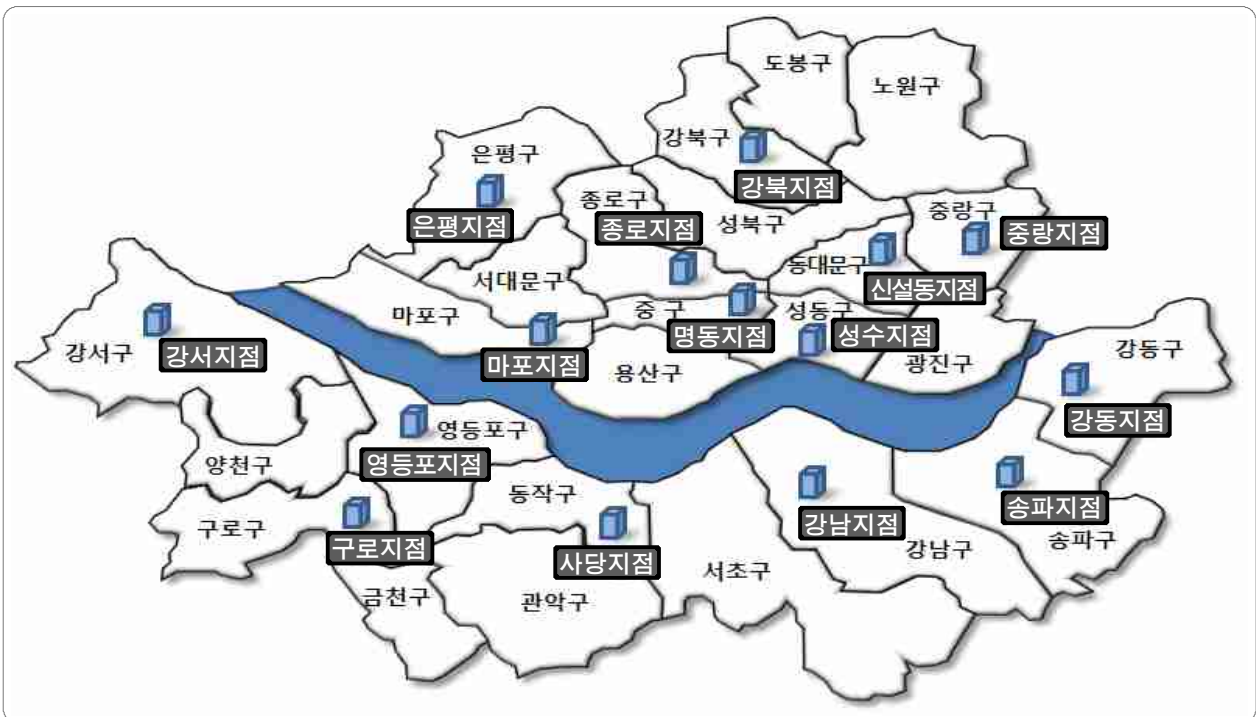 도봉구
노원구
강북구
은평구
강북지점
종로구
중랑구
은평지점
종로지점
성북구
중랑지점
서대문구
동대문구
신설동지점
마포구
중 구
성동구
강서구
강서지점
마포지점
명동지점
성수지점
용산구
광진구
강동구
강동지점
영등포구
영등포지점
양천구
동작구
구로구
구로지점
사당지점
강남지점
송파지점
강남구
송파구
서초구
금천구
관악구